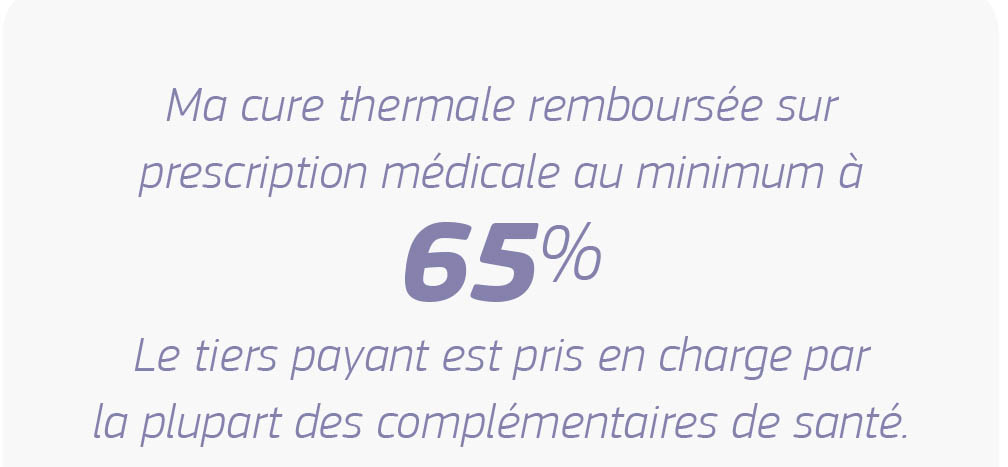 Ma cure thermale remboursée sur
prescription médicale au minimum à
65%
Le tiers payant est pris en charge par
la plupart des complémentaires de santé.